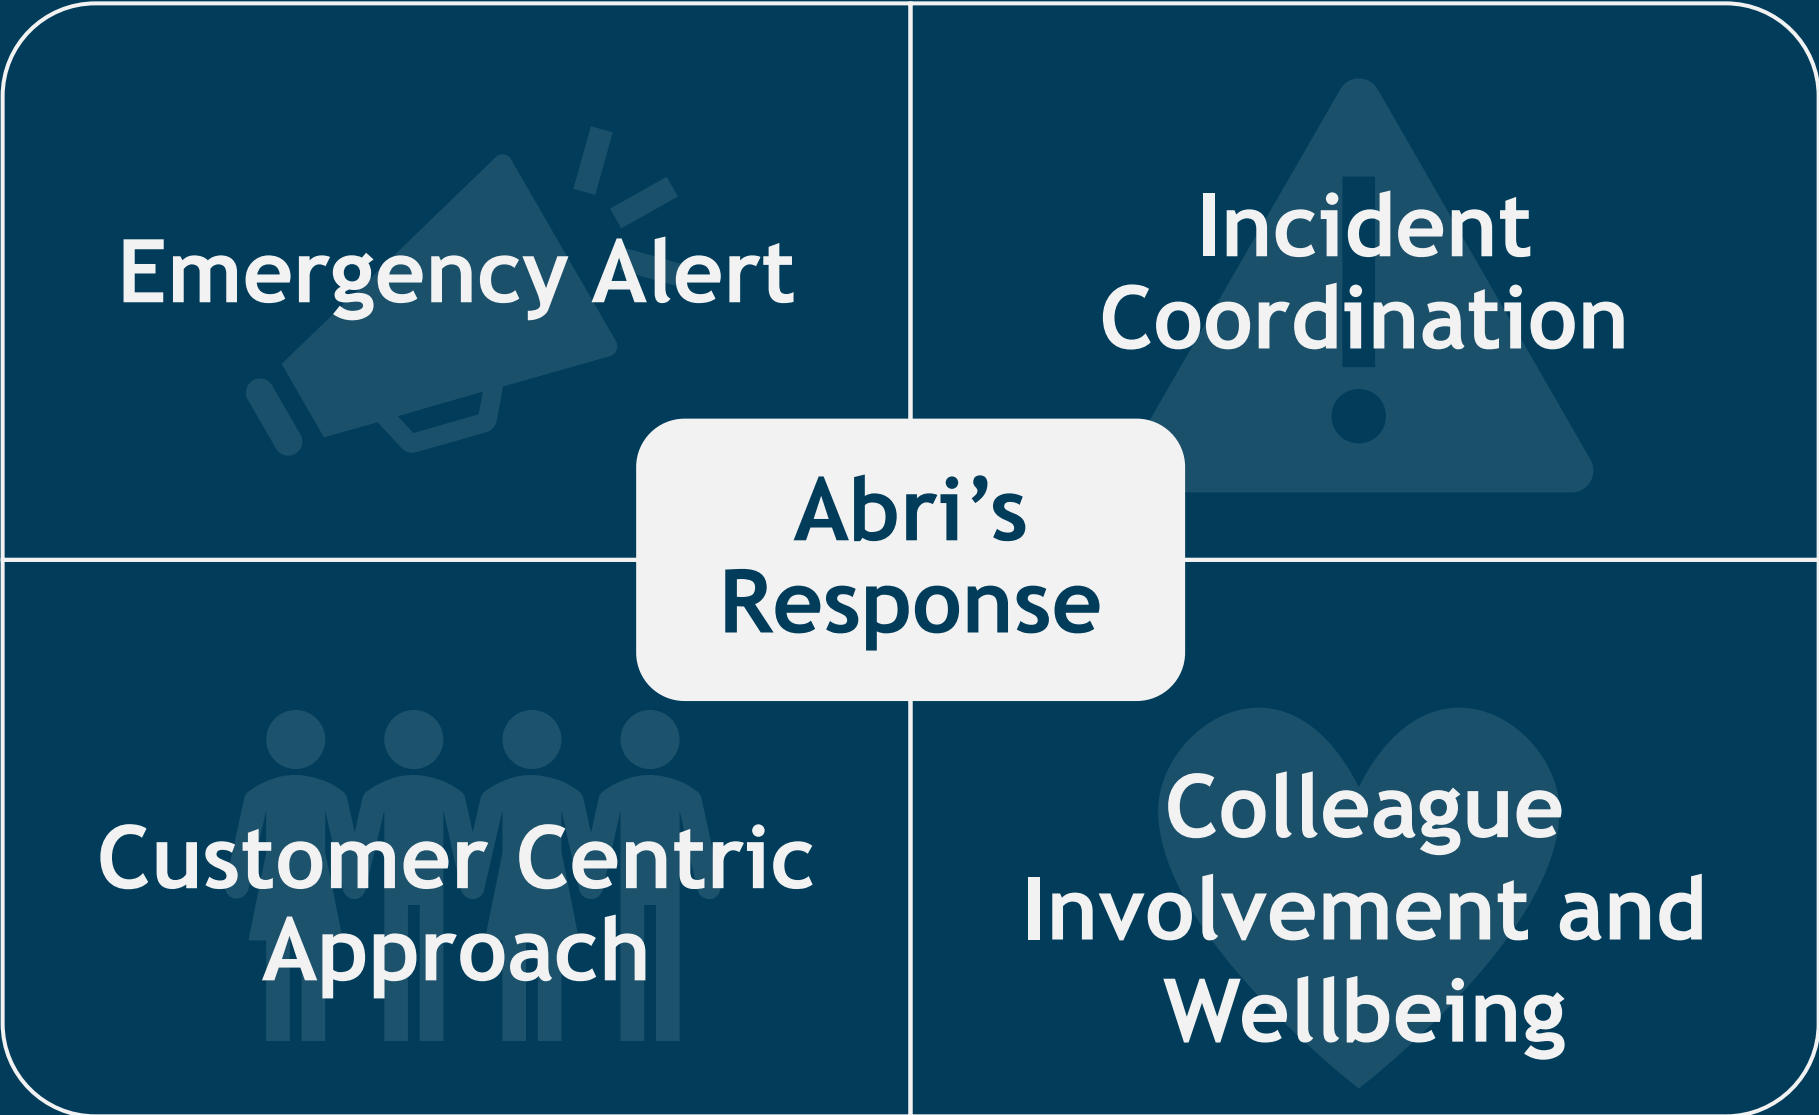 Emergency Alert
Incident
Coordination
Abri’s
Response
Customer Centric
Approach
Colleague
Involvement and
Wellbeing